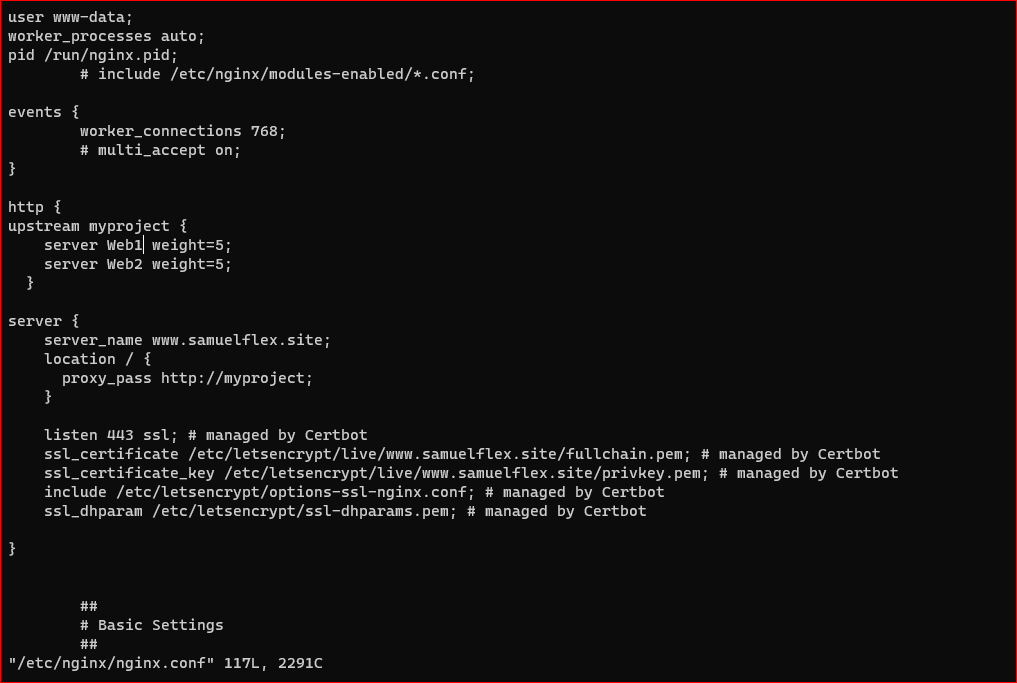 user www-data;
worker_processes auto;
pid /run/nginx.pid;
        # include /etc/nginx/modules-enabled/*.conf;

events {
        worker_connections 768;
        # multi_accept on;
}

http {
upstream myproject {
    server Web1 weight=5;
    server Web2 weight=5;
  }

server {
    server_name www.samuelflex.site;
    location / {
      proxy_pass http://myproject;
    }

    listen 443 ssl; # managed by Certbot
    ssl_certificate /etc/letsencrypt/live/www.samuelflex.site/fullchain.pem; # managed by Certbot
    ssl_certificate_key /etc/letsencrypt/live/www.samuelflex.site/privkey.pem; # managed by Certbot
    include /etc/letsencrypt/options-ssl-nginx.conf; # managed by Certbot
    ssl_dhparam /etc/letsencrypt/ssl-dhparams.pem; # managed by Certbot

}

        ##
        # Basic Settings
        ##
"/etc/nginx/nginx.conf" 117L, 2291C